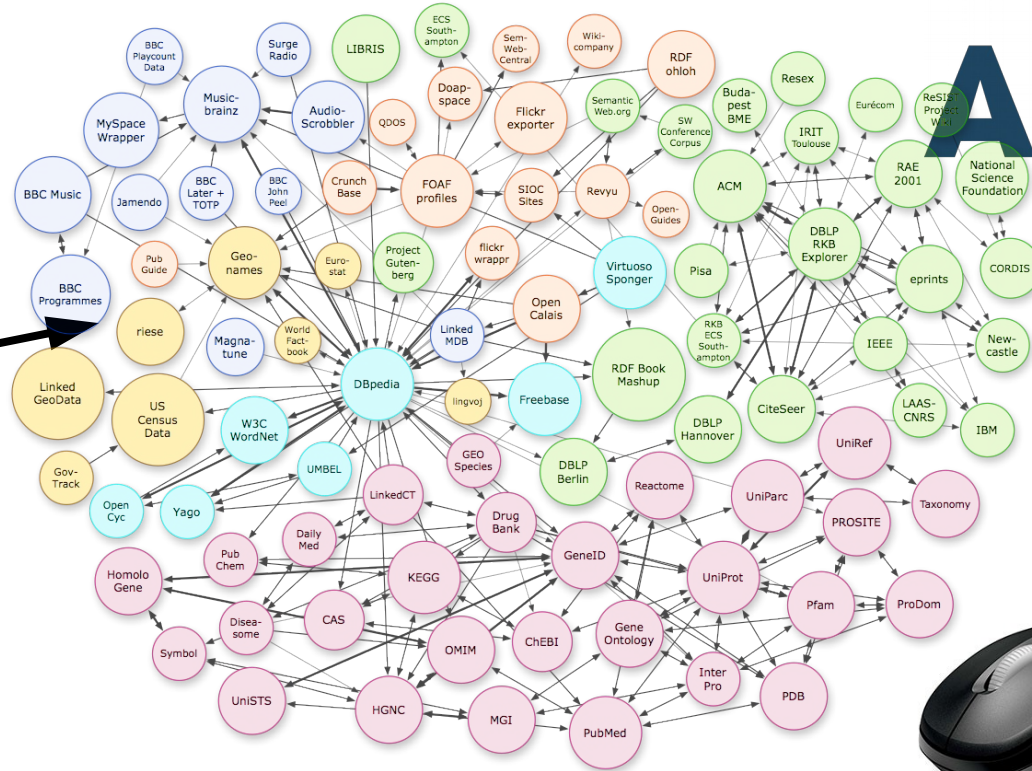 BBC
Playcount
Data
Surge
Radio
LIBRIS
ECS
South-
ampton
Sem-
Web-
Central
Wiki-
company
RDF
ohloh
Buda-
pest
BME
Resex
Eurécom
ReSIST
Project
Wiki
A
MySpace
Wrapper
Music-
brainz
Audio-
Scrobbler
QDOS
Doap-
space
Flickr
exporter
Semantic
Web.org
SW
Conference
Corpus
IRIT
Toulouse
RAE
2001
National
Science
Foundation
BBC Music
Jamendo
BBC
Later +
TOTP
BBC
John
Peel
Crunch
Base
FOAF
profiles
SIOC
Sites
Revyu
Open-
Guides
ACM
DBLP
RKB
Explorer
BBC
Programmes
Pub
Guide
Geo-
names
Euro-
stat
Project
Guten-
berg
flickr
wrappr
Virtuoso
Sponger
Pisa
eprints
CORDIS
riese
Magna-
tune
World
Fact-
book
Linked
MDB
Open
Calais
RKB
ECS
South-
ampton
IEEE
New-
castle
Linked
GeoData
US
Census
Data
W3C
WordNet
DBpedia
lingvoj
Freebase
RDF Book
Mashup
DBLP
Hannover
CiteSeer
LAAS-
CNRS
IBM
Gov-
Track
Open
Cyc
Yago
UMBEL
LinkedCT
GEO
Species
DBLP
Berlin
Reactome
UniParc
UniRef
Taxonomy
PROSITE
Homolo
Gene
Pub
Chem
Daily
Med
KEGG
Drug
Bank
GeneID
UniProt
Pfam
ProDom
Symbol
Disea-
some
CAS
OMIM
ChEBI
Gene
Ontology
Inter
Pro
PDB
UniSTS
HGNC
MGI
PubMed